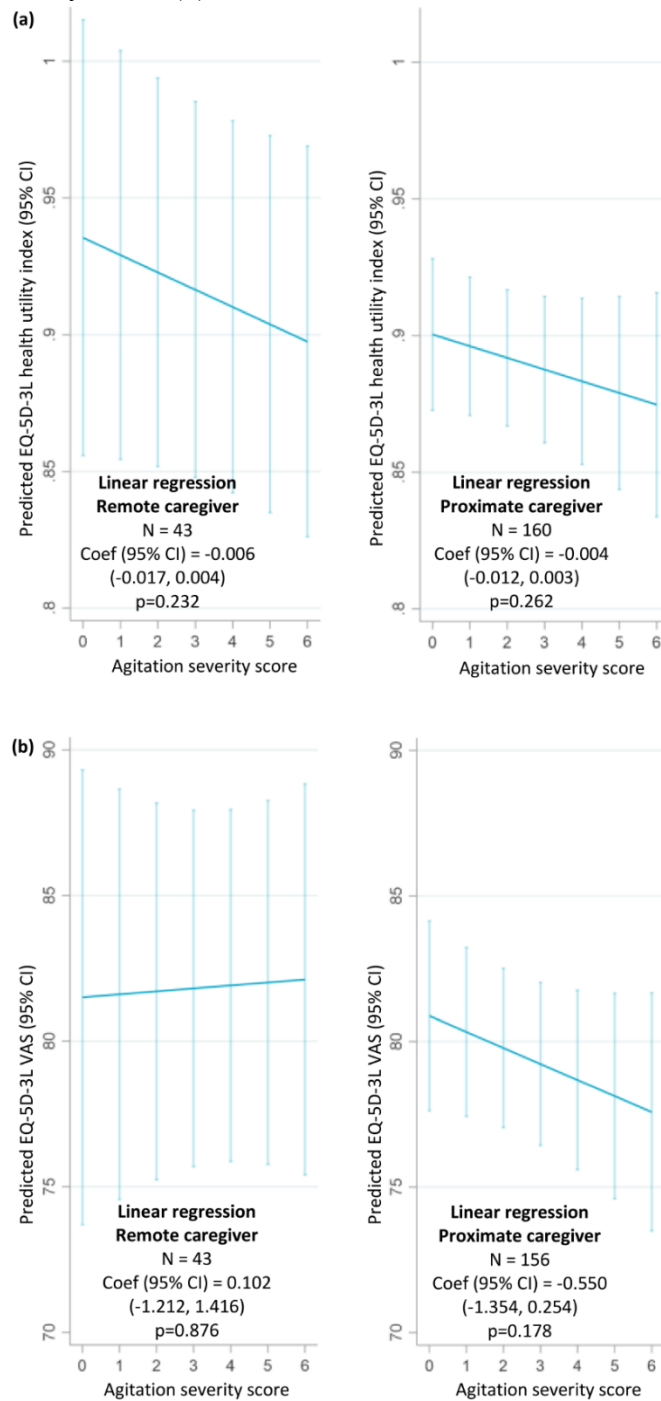 (a)
Predicted EQ-5D-3L health utility index (95% CI)
1
.95
.9
.85
.8
Linear regression
Remote caregiver
N = 43
Coef (95% CI) = -0.006
(-0.017, 0.004)
p=0.232
0 1 2 3 4 5 6
Agitation severity score
Predicted EQ-5D-3L health utility index (95% CI)
1
.95
.9
.85
.8
Linear regression
Proximate caregiver
N = 160
Coef (95% CI) = -0.004
(-0.012, 0.003)
p=0.262
0 1 2 3 4 5 6
Agitation severity score
(b)
Predicted EQ-5D-3L VAS (95% CI)
90
85
80
75
70
Linear regression
Remote caregiver
N = 43
Coef (95% CI) = 0.102
(-1.212, 1.416)
p=0.876
0 1 2 3 4 5 6
Agitation severity score
Predicted EQ-5D-3L VAS (95% CI)
90
85
80
75
70
Linear regression
Proximate caregiver
N = 156
Coef (95% CI) = -0.550
(-1.354, 0.254)
p=0.178
0 1 2 3 4 5 6
Agitation severity score